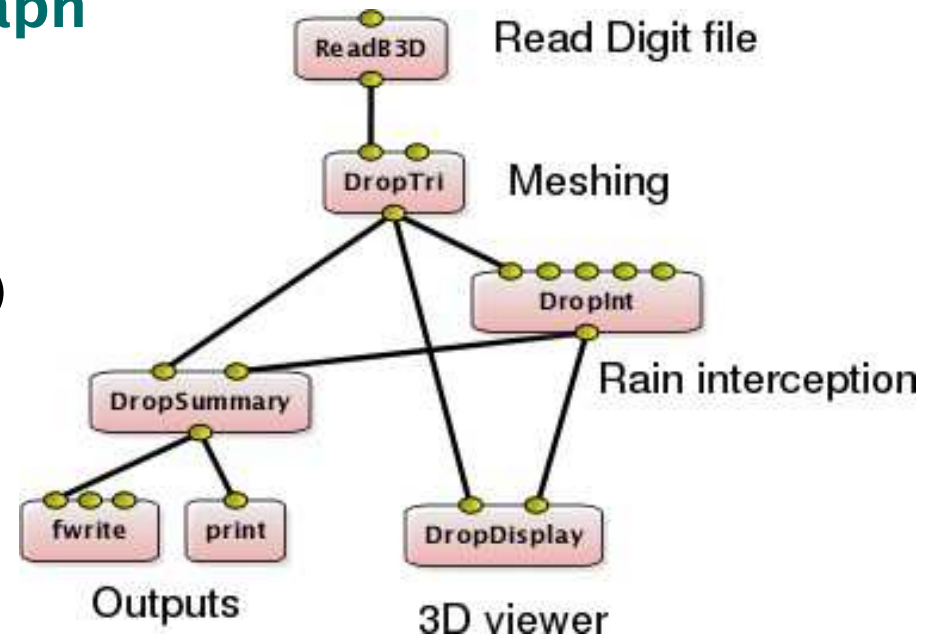 aph
ReadB3D
Read Digit file
DropTri
Meshing
)
DropInt
Rain interception
DropSummary
fwrite
print
DropDisplay
Outputs
3D viewer